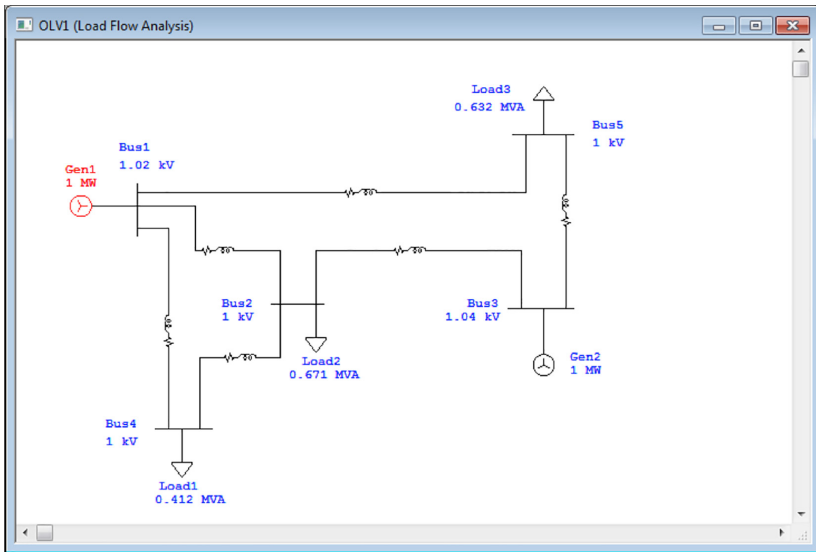 OLV1 (Load Flow Analysis)
Load3
0.632 MVA
Bus5
1 kV
Bus1
1.02 kV
Gen1
1 MW
Bus2
1 kV
Bus3
1.04 kV
Load2
0.671 MVA
Gen2
1 MW
Bus4
1 kV
Load1
0.412 MVA